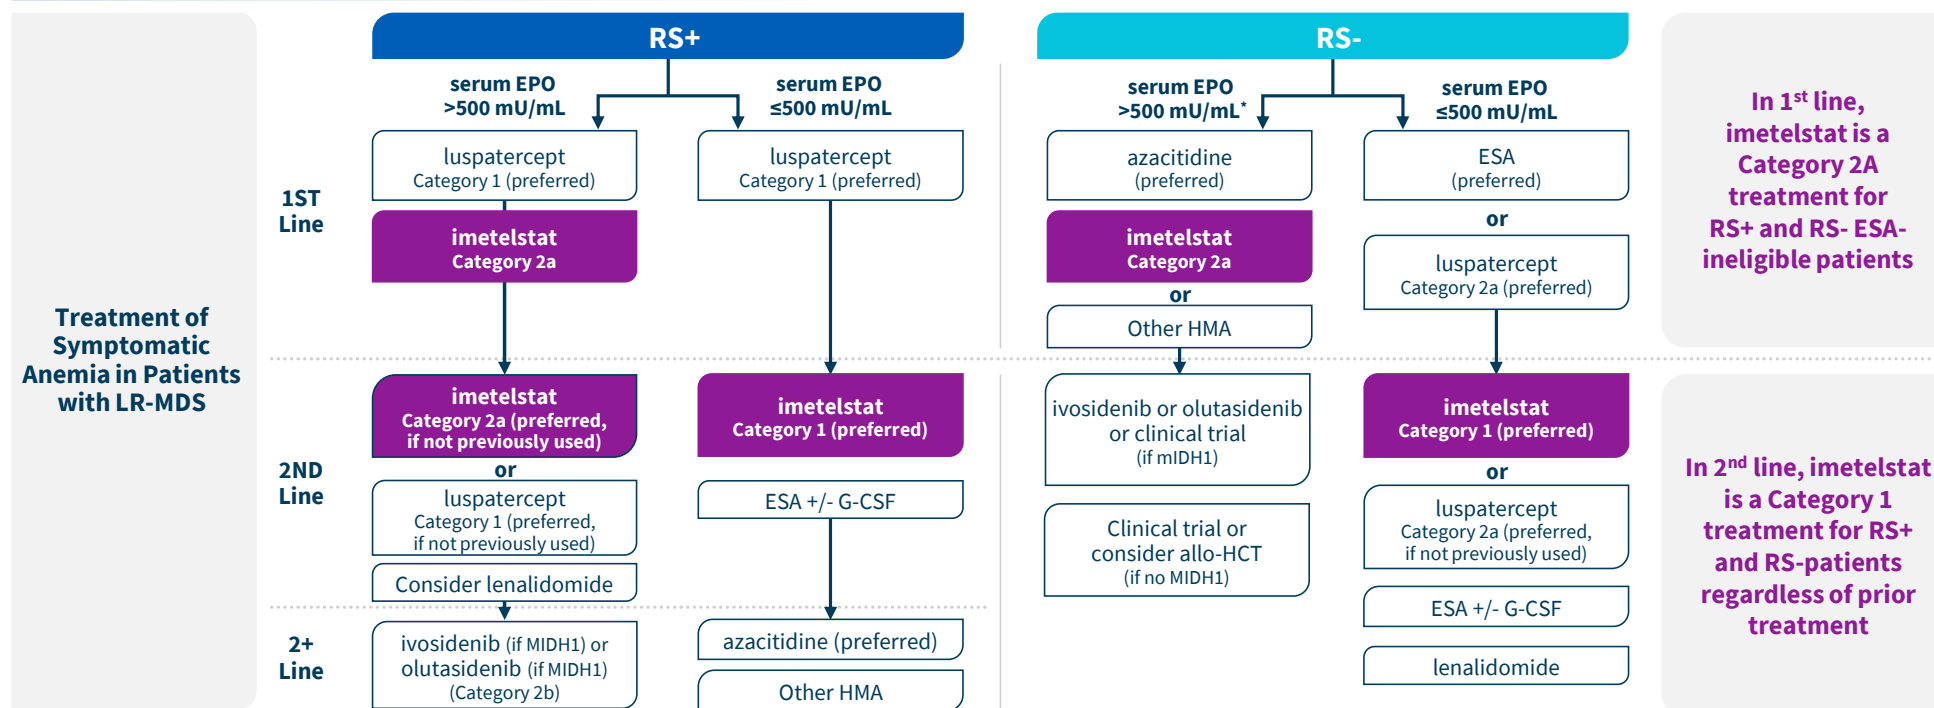 Treatment of
Symptomatic
Anemia in Patients
with LR-MDS
RS+
serum EPO
>500 mU/mL
serum EPO
≤500 mU/mL
RS-
serum EPO
>500 mU/mL*
serum EPO
≤500 mU/mL
1ST
Line
luspatercept
Category 1 (preferred)
imetelstat
Category 2a
luspatercept
Category 1 (preferred)
azacitidine
(preferred)
imetelstat
Category 2a
or
Other HMA
ESA
(preferred)
or
luspatercept
Category 2a (preferred)
In 1st line,
imetelstat is a
Category 2A
treatment for
RS+ and RS- ESA-
ineligible patients
2ND
Line
imetelstat
Category 2a (preferred,
if not previously used)
or
luspatercept
Category 1 (preferred,
if not previously used)
Consider lenalidomide
imetelstat
Category 1 (preferred)
ESA +/- G-CSF
ivosidenib or olutasidenib
or clinical trial
(if mIDH1)
Clinical trial or
consider allo-HCT
(if no MIDH1)
imetelstat
Category 1 (preferred)
or
luspatercept
Category 2a (preferred,
if not previously used)
ESA +/- G-CSF
lenalidomide
In 2nd line, imetelstat
is a Category 1
treatment for RS+
and RS-patients
regardless of prior
treatment
2+
Line
ivosidenib (if MIDH1) or
olutasidenib (if MIDH1)
(Category 2b)
azacitidine (preferred)
Other HMA